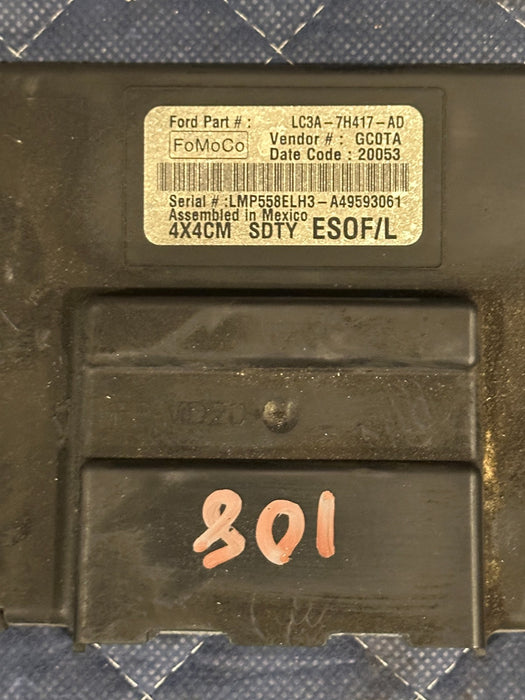 Ford Part # : LC3A-7H417-AD
FoMoCo Vendor # : GC0TA
Date Code : 20053
Serial # :LMP558ELH3-A49593061
Assembled in Mexico
4X4CM SDTY ESOF/L
801